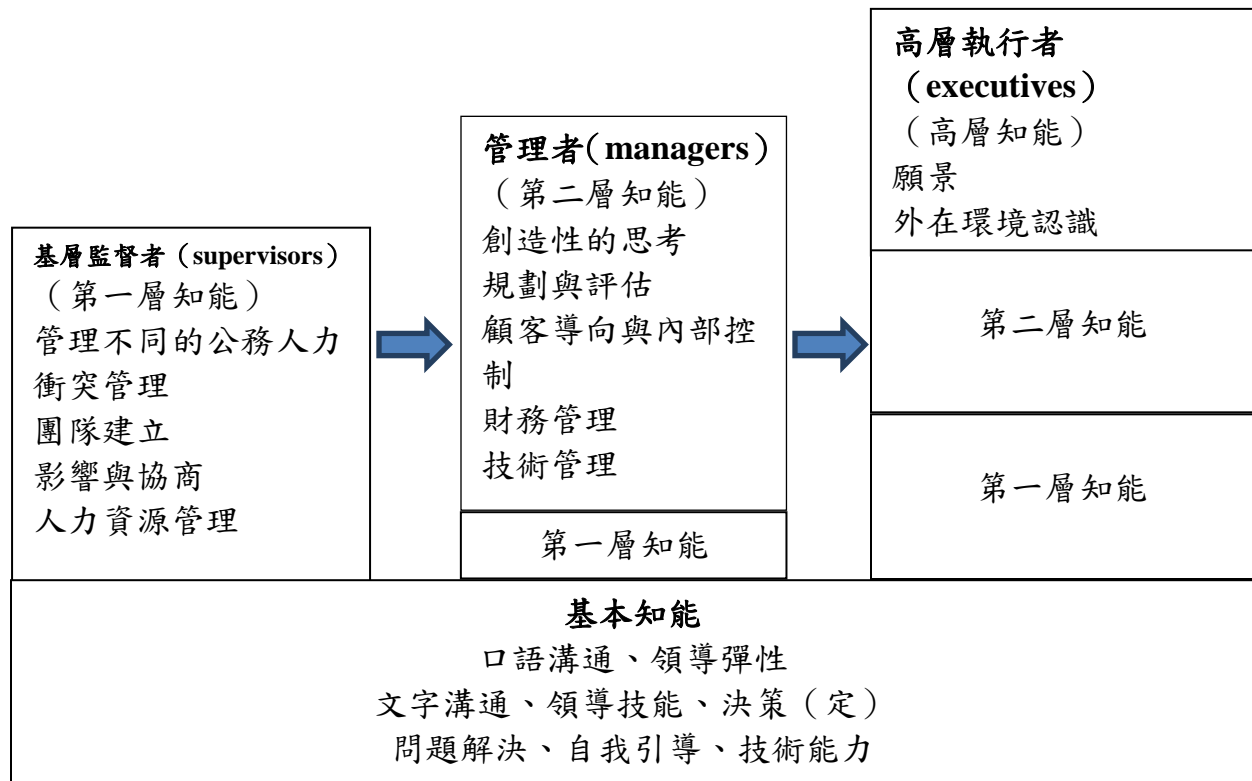 基層監督者（supervisors）
（第一層知能）
管理不同的公務人力
衝突管理
團隊建立
影響與協商
人力資源管理
管理者（managers）
（第二層知能）
創造性的思考
規劃與評估
顧客導向與內部控
制
財務管理
技術管理
第一層知能
高層執行者
（executives）
（高層知能）
願景
外在環境認識
第二層知能
第一層知能
基本知能
口語溝通、領導彈性
文字溝通、領導技能、決策（定）
問題解決、自我引導、技術能力